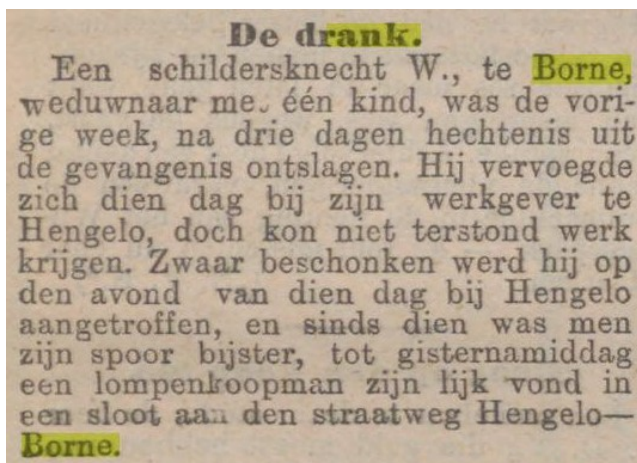 De drank.
Een schildersknecht W., te Borne,
weduwnaar me. één kind, was de vori-
ge week, na drie dagen hechtenis uit
de gevangenis ontslagen. Hij vervoegde
zich dien dag bij zijn werkgever te
Hengelo, doch kon niet terstond werk
krijgen. Zwaar beschonken werd hij op
den avond van dien dag bij Hengelo
aangetroffen, en sinds dien was men
zijn spoor bijster, tot gisternamiddag
een lompenkoopman zijn lijk vond in
een sloot aan den straatweg Hengelo—
Borne.